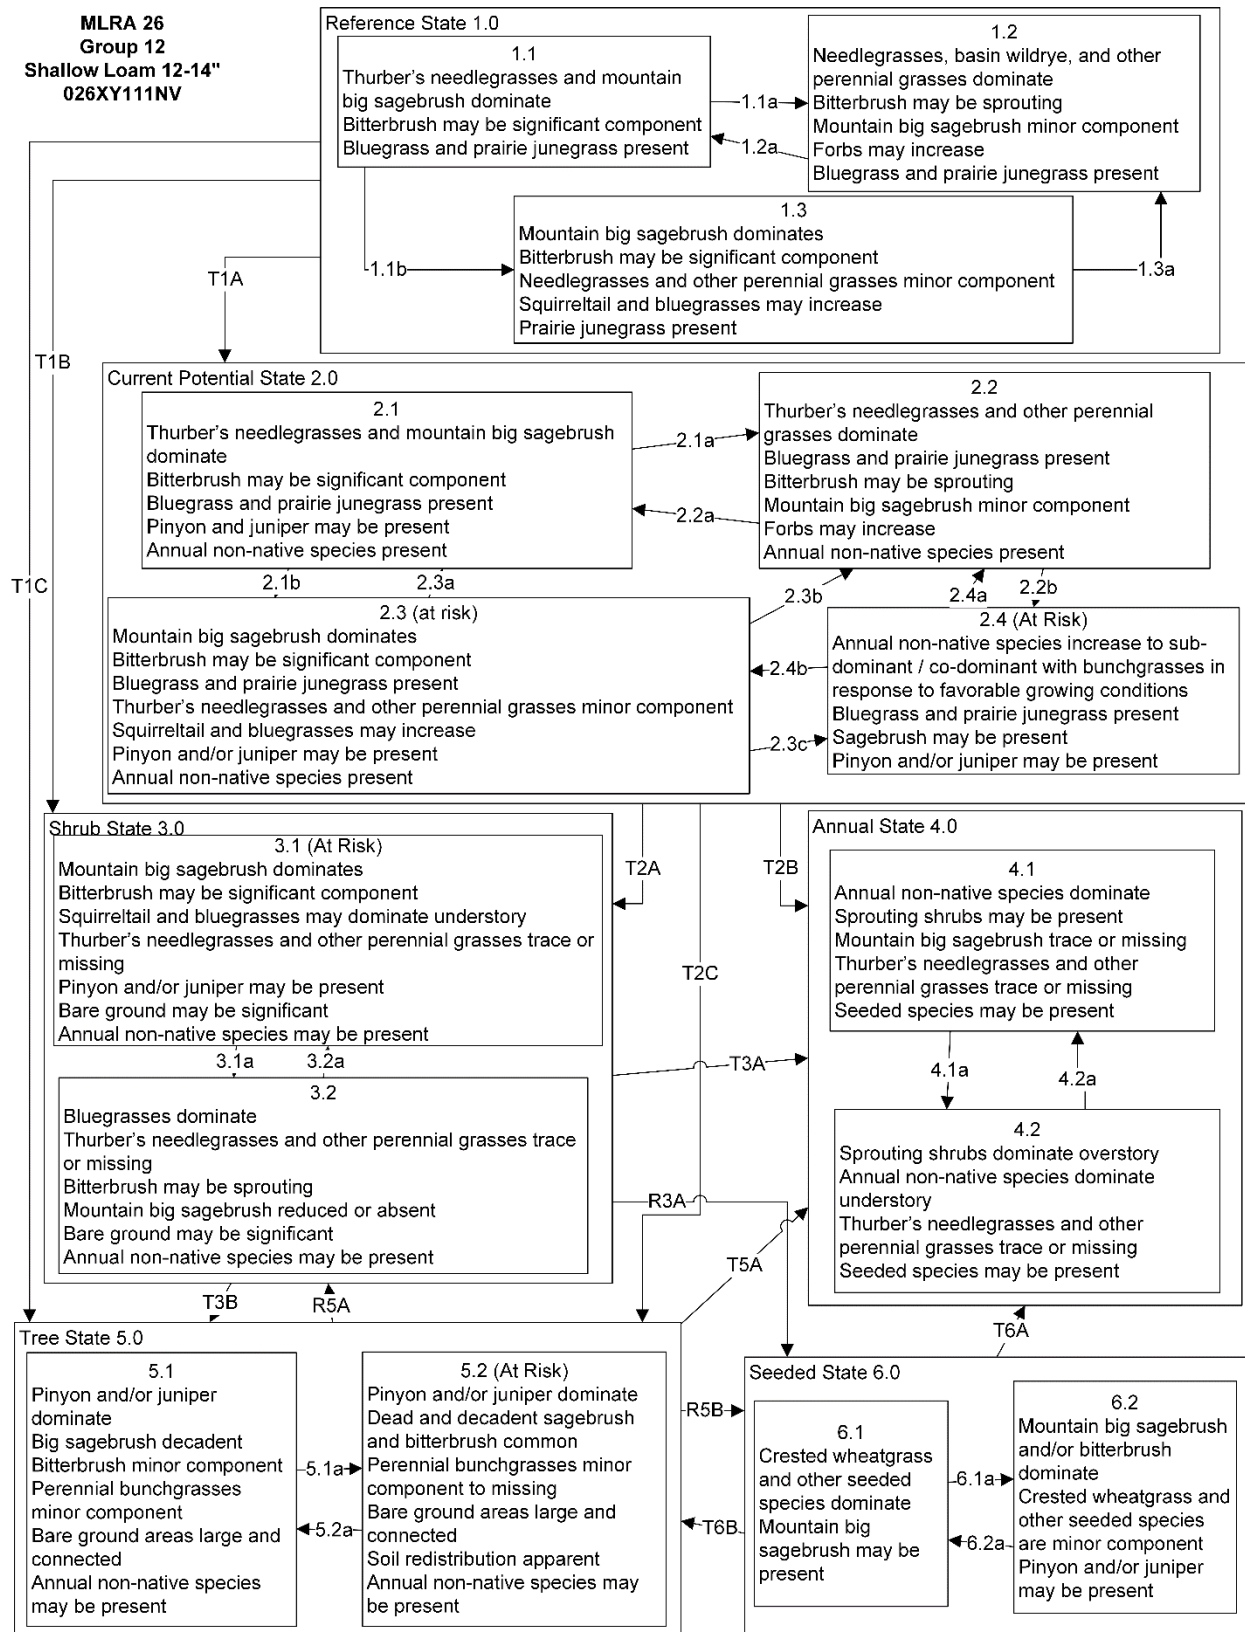 MLRA 26
Group 12
Shallow Loam 12-14"
026XY111NV
Reference State 1.0
1.1
Thurber's needlegrasses and mountain
big sagebrush dominate
Bitterbrush may be significant component
Bluegrass and prairie junegrass present
1.1a
1.2a
1.2
Needlegrasses, basin wildrye, and other
perennial grasses dominate
Bitterbrush may be sprouting
Mountain big sagebrush minor component
Forbs may increase
Bluegrass and prairie junegrass present
1.1b
1.3
Mountain big sagebrush dominates
Bitterbrush may be significant component
Needlegrasses and other perennial grasses minor component
Squirreltail and bluegrasses may increase
Prairie junegrass present
1.3a
T1A
T1B
T1C
Current Potential State 2.0
2.1
Thurber's needlegrasses and mountain big sagebrush
dominate
Bitterbrush may be significant component
Bluegrass and prairie junegrass present
Pinyon and juniper may be present
Annual non-native species present
2.1a
2.2a
2.2
Thurber's needlegrasses and other perennial
grasses dominate
Bluegrass and prairie junegrass present
Bitterbrush may be sprouting
Mountain big sagebrush minor component
Forbs may increase
Annual non-native species present
2.1b
2.3a
2.3b
2.4a
2.2b
2.3 (at risk)
Mountain big sagebrush dominates
Bitterbrush may be significant component
Bluegrass and prairie junegrass present
Thurber's needlegrasses and other perennial grasses minor component
Squirreltail and bluegrasses may increase
Pinyon and/or juniper may be present
Annual non-native species present
2.4b
2.3c
2.4 (At Risk)
Annual non-native species increase to sub-
dominant / co-dominant with bunchgrasses in
response to favorable growing conditions
Bluegrass and prairie junegrass present
Sagebrush may be present
Pinyon and/or juniper may be present
T2A
T2B
T2C
Shrub State 3.0
3.1 (At Risk)
Mountain big sagebrush dominates
Bitterbrush may be significant component
Squirreltail and bluegrasses may dominate understory
Thurber's needlegrasses and other perennial grasses trace or
missing
Pinyon and/or juniper may be present
Bare ground may be significant
Annual non-native species may be present
3.1a
3.2a
3.2
Bluegrasses dominate
Thurber's needlegrasses and other perennial grasses trace
or missing
Bitterbrush may be sprouting
Mountain big sagebrush reduced or absent
Bare ground may be significant
Annual non-native species may be present
T3A
R3A
T3B
R5A
Annual State 4.0
4.1
Annual non-native species dominate
Sprouting shrubs may be present
Mountain big sagebrush trace or missing
Thurber's needlegrasses and other
perennial grasses trace or missing
Seeded species may be present
4.1a
4.2a
4.2
Sprouting shrubs dominate overstory
Annual non-native species dominate
understory
Thurber's needlegrasses and other
perennial grasses trace or missing
Seeded species may be present
T5A
T6A
Tree State 5.0
5.1
Pinyon and/or juniper
dominate
Big sagebrush decadent
Bitterbrush minor component
Perennial bunchgrasses
minor component
Bare ground areas large and
connected
Annual non-native species
may be present
5.1a
5.2a
5.2 (At Risk)
Pinyon and/or juniper dominate
Dead and decadent sagebrush
and bitterbrush common
Perennial bunchgrasses minor
component to missing
Bare ground areas large and
connected
Soil redistribution apparent
Annual non-native species may
be present
R5B
T6B
Seeded State 6.0
6.1
Crested wheatgrass
and other seeded
species dominate
Mountain big
sagebrush may be
present
6.1a
6.2a
6.2
Mountain big sagebrush
and/or bitterbrush
dominate
Crested wheatgrass and
other seeded species
are minor component
Pinyon and/or juniper
may be present